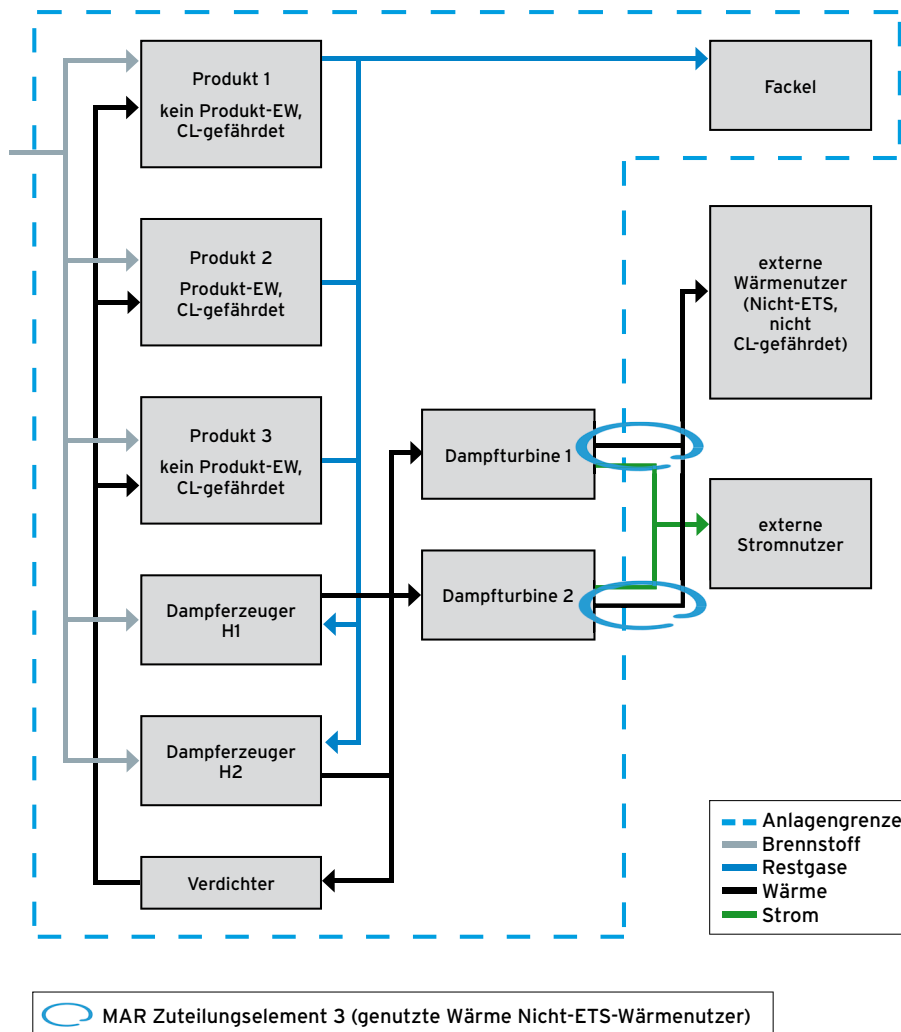 Produkt 1
kein Produkt-EW,
CL-gefährdet
Fackel
Produkt 2
Produkt-EW,
CL-gefährdet
externe
Wärmenutzer
(Nicht-ETS,
nicht
CL-gefährdet)
Produkt 3
kein Produkt-EW,
CL-gefährdet
Dampfturbine 1
externe
Stromnutzer
Dampferzeuger
H1
Dampfturbine 2
Dampferzeuger
H2
Verdichter
Anlagengrenze
Brennstoff
Restgase
Wärme
Strom
MAR Zuteilungselement 3 (genutzte Wärme Nicht-ETS-Wärmenutzer)